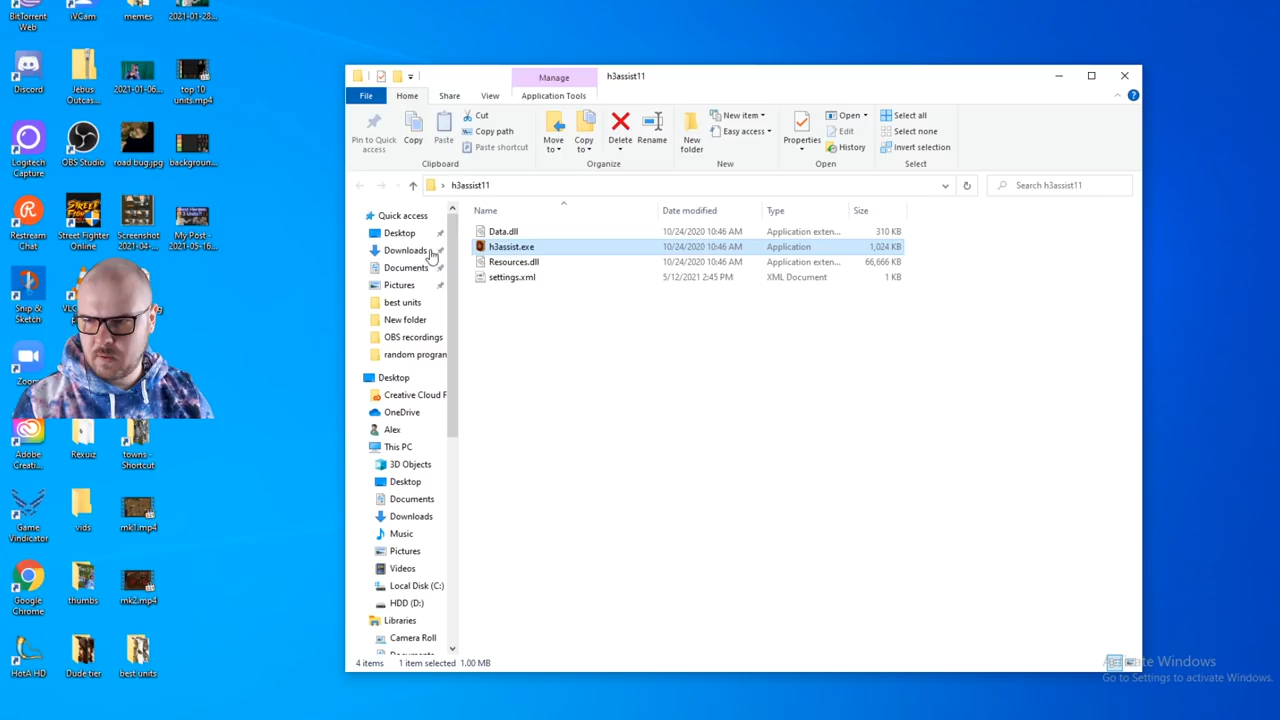 BitTorrent Web
iVCam
memes
2021-01-28...
Discord
Jebus Outcas...
2021-01-06...
top 10 units.mp4
Logitech Capture
OBS Studio
road bug.jpg
backgroun...
Restream Chat
Street Fighter Online
Screenshot 2021-04-...
My Post - 2021-05-16...
Snip & Sketch
Zoom
Adobe Creati...
Rexuiz
towns - Shortcut
Game Vindicator
vids
mk1.mp4
Google Chrome
thumbs
mk2.mp4
HotA HD
Dude tier
best units
Manage
h3assist11
File
Home
Share
View
Application Tools
Pin to Quick access
Copy
Paste
Cut
Copy path
Paste shortcut
Move to
Copy to
Delete
Rename
New folder
New item
Easy access
Properties
Open
Edit
History
Select all
Select none
Invert selection
Clipboard
Organize
New
Open
Select
h3assist11
Search h3assist11
Name
Date modified
Type
Size
Data.dll 10/24/2020 10:46 AM Application exten... 310 KB
h3assist.exe 10/24/2020 10:46 AM Application 1,024 KB
Resources.dll 10/24/2020 10:46 AM Application exten... 66,666 KB
settings.xml 5/12/2021 2:45 PM XML Document 1 KB
Quick access
Desktop
Downloads
Documents
Pictures
best units
New folder
OBS recordings
random progran
Desktop
Creative Cloud F
OneDrive
Alex
This PC
3D Objects
Desktop
Documents
Downloads
Music
Pictures
Videos
Local Disk (C:)
HDD (D:)
Libraries
Camera Roll
4 items
1 item selected 1.00 MB
Activate Windows
Go to Settings to activate Windows.